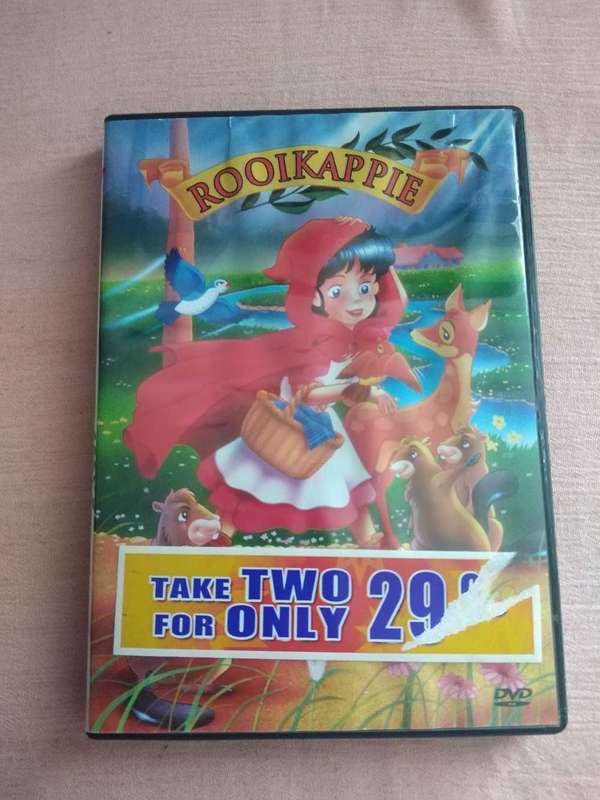 ROOIKAPPIE
TAKE TWO 29
FOR ONLY
DVD